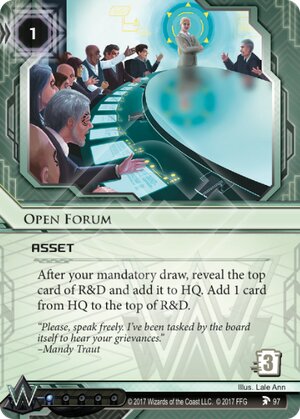 1
OPEN FORUM
ASSET
After your mandatory draw, reveal the top
card of R&D and add it to HQ. Add 1 card
from HQ to the top of R&D.
"Please, speak freely. I've been tasked by the board
itself to hear your grievances."
–Mandy Traut
3
Illus. Lale Ann
© 2017 Wizards of the Coast LLC. © 2017 FFG 97